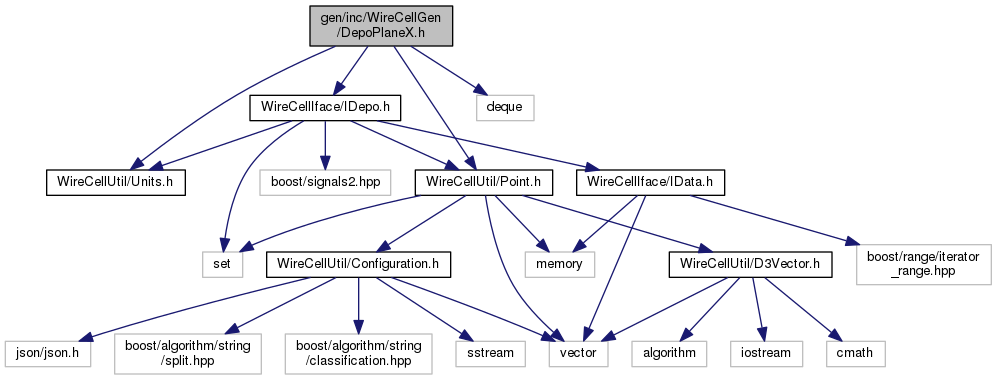 gen/inc/WireCellGen
/DepoPlaneX.h
WireCellIface/IDepo.h
deque
WireCellUtil/Units.h
boost/signals2.hpp
WireCellUtil/Point.h
WireCellIface/IData.h
set
WireCellUtil/Configuration.h
memory
WireCellUtil/D3Vector.h
boost/range/iterator
_range.hpp
json/json.h
boost/algorithm/string
/split.hpp
boost/algorithm/string
/classification.hpp
sstream
vector
algorithm
iostream
cmath